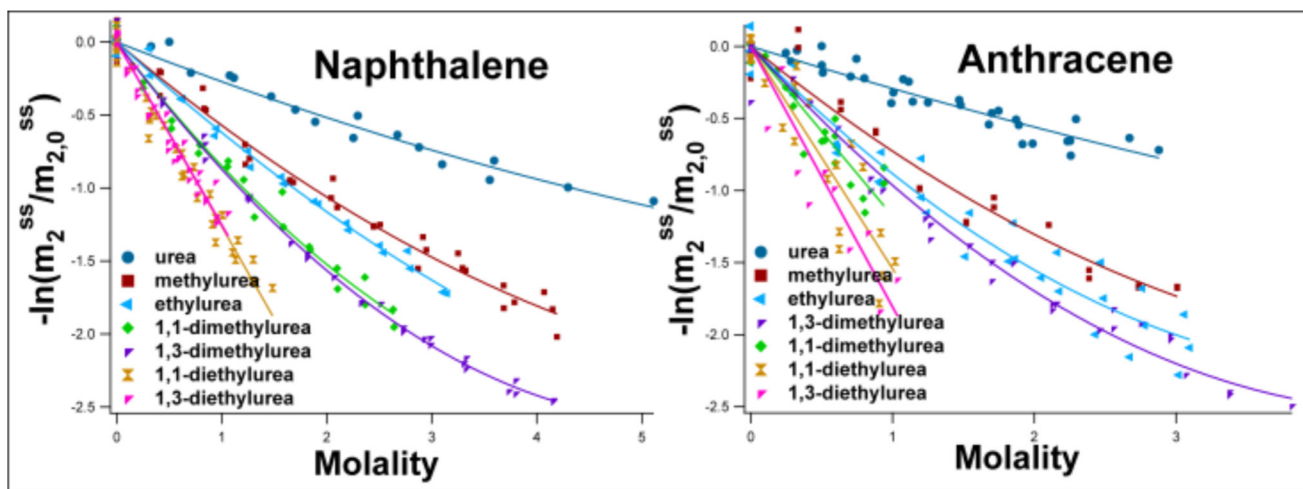 Naphthalene
-ln(m₂ˢˢ/m₂,₀ˢˢ)
0.0
-0.5
-1.0
-1.5
-2.0
-2.5
urea
methylurea
ethylurea
1,1-dimethylurea
1,3-dimethylurea
1,1-diethylurea
1,3-diethylurea
0 1 2 3 4 5
Molality
Anthracene
-ln(m₂ˢˢ/m₂,₀ˢˢ)
0.0
-0.5
-1.0
-1.5
-2.0
-2.5
urea
methylurea
ethylurea
1,3-dimethylurea
1,1-dimethylurea
1,1-diethylurea
1,3-diethylurea
0 1 2 3
Molality